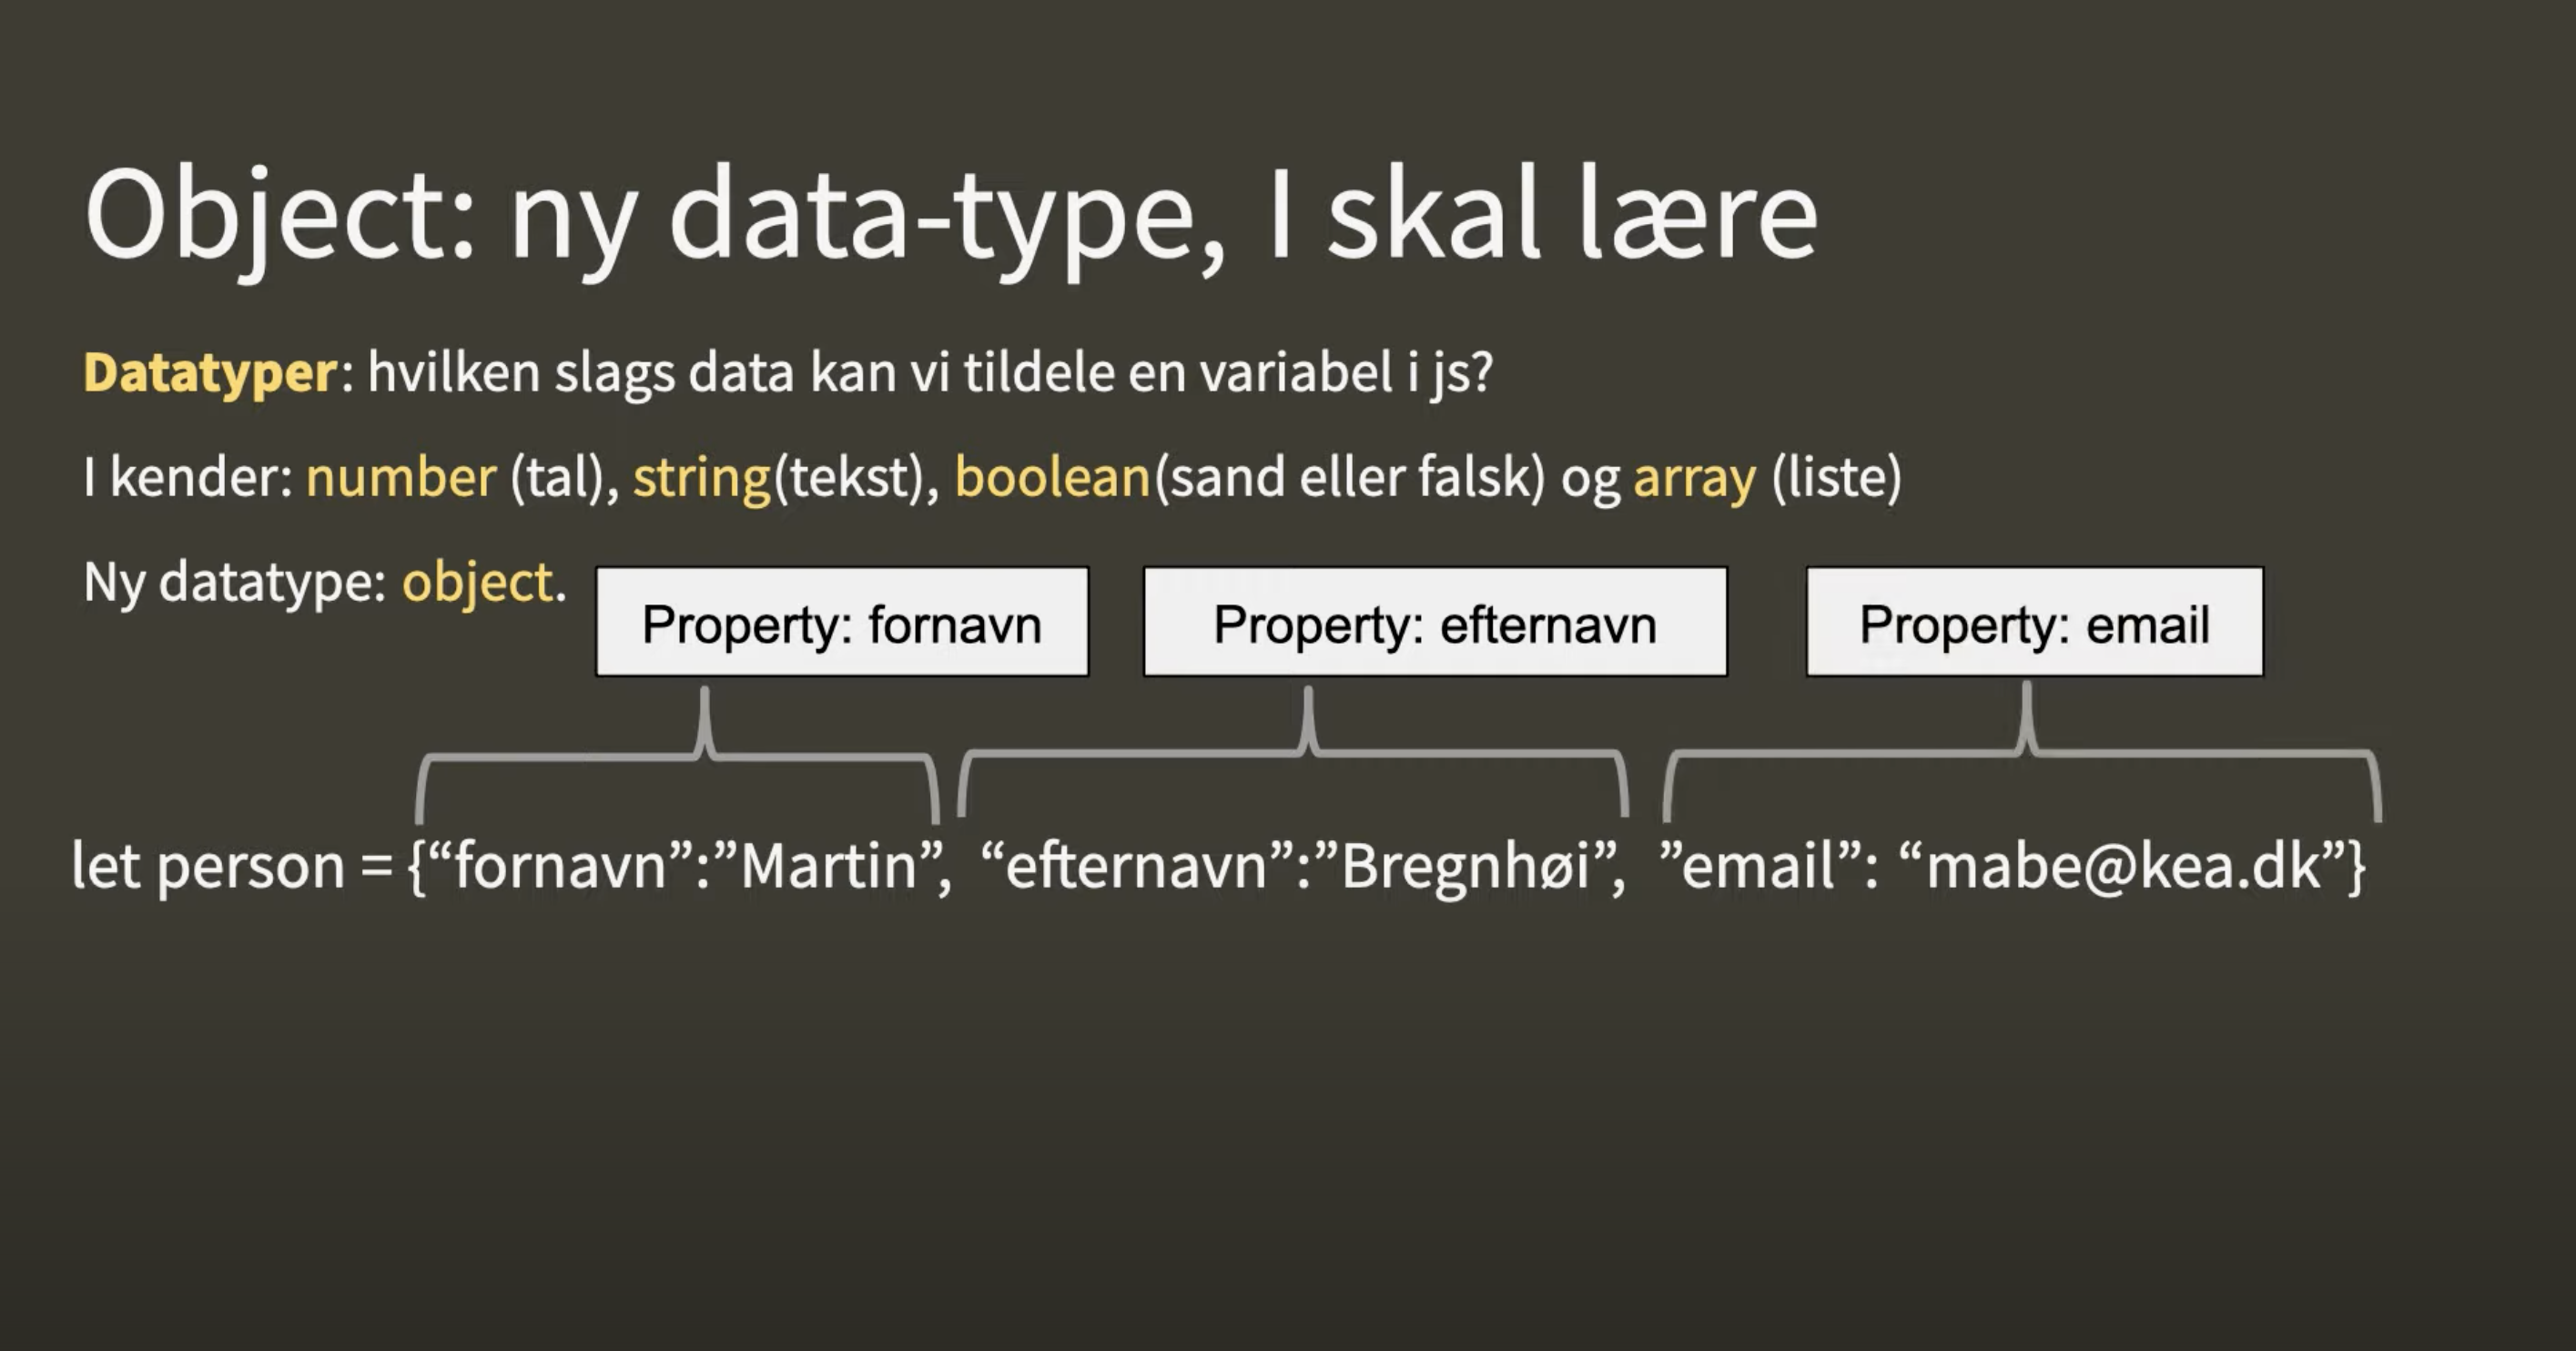 Object: ny data-type, I skal lære
Datatyper: hvilken slags data kan vi tildele en variabel i js?
I kender: number (tal), string(tekst), boolean(sand eller falsk) og array (liste)
Ny datatype: object.
Property: fornavn
Property: efternavn
Property: email
let person = {“fornavn”:”Martin”, “efternavn”:”Bregnhøi”, ”email”: “mabe@kea.dk”}